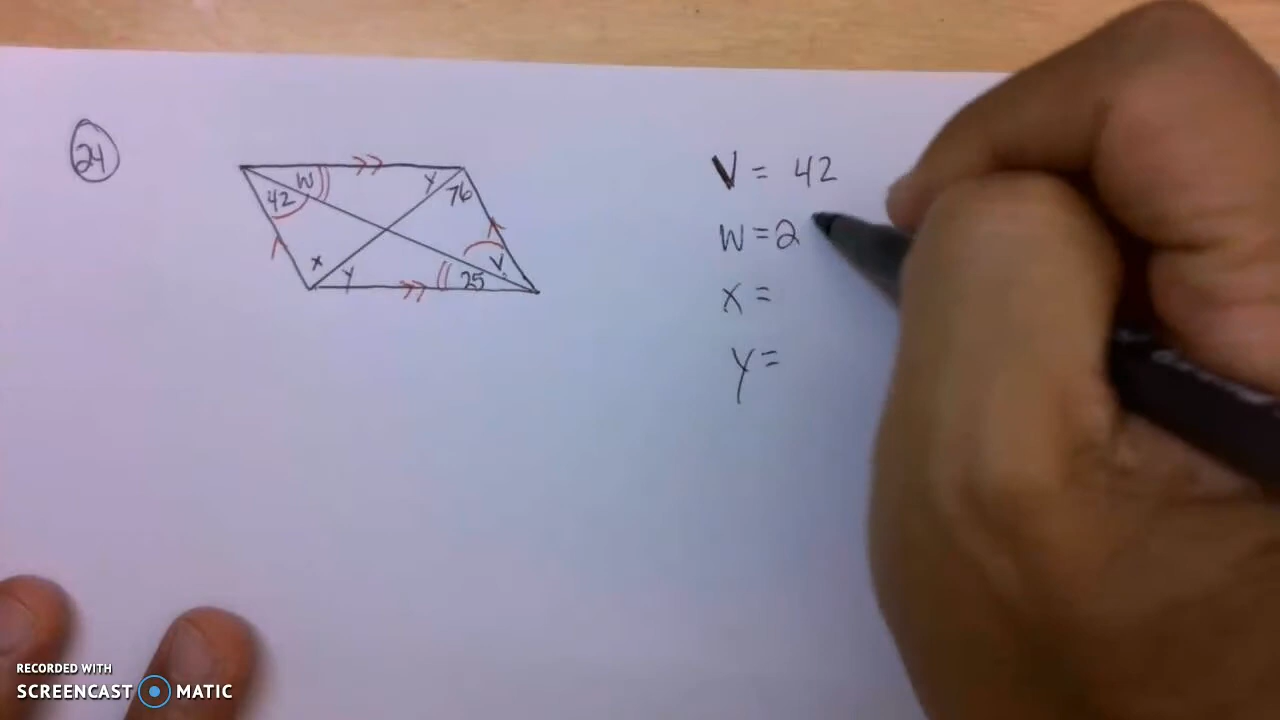 24
W
Y
42
76
X
Y
25
V
V = 42
W = 2
X =
Y =
RECORDED WITH
SCREENCAST MATIC